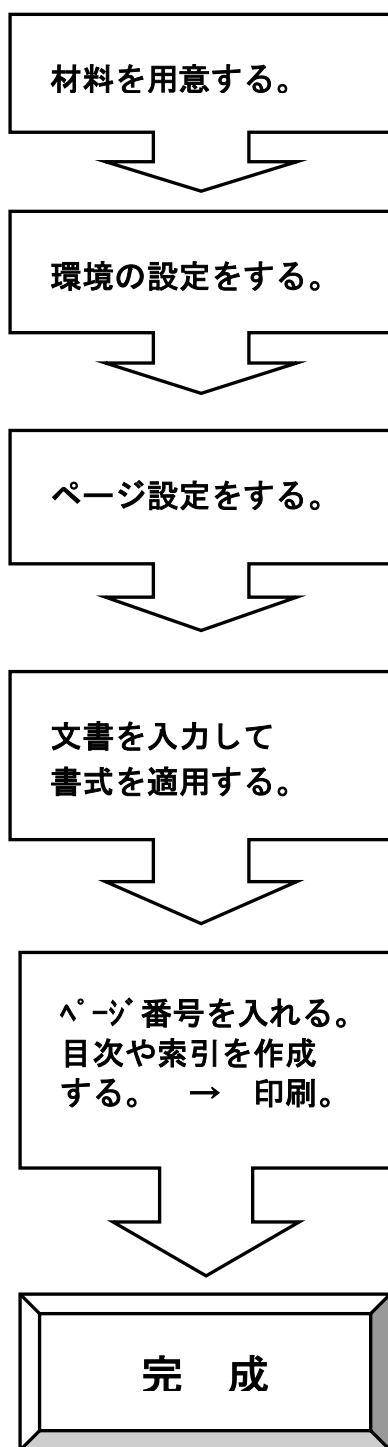 材料を用意する。
環境の設定をする。
ページ設定をする。
文書を入力して
書式を適用する。
ﾍﾟｰｼﾞ番号を入れる。
目次や索引を作成
する。　→　印刷。
完　成